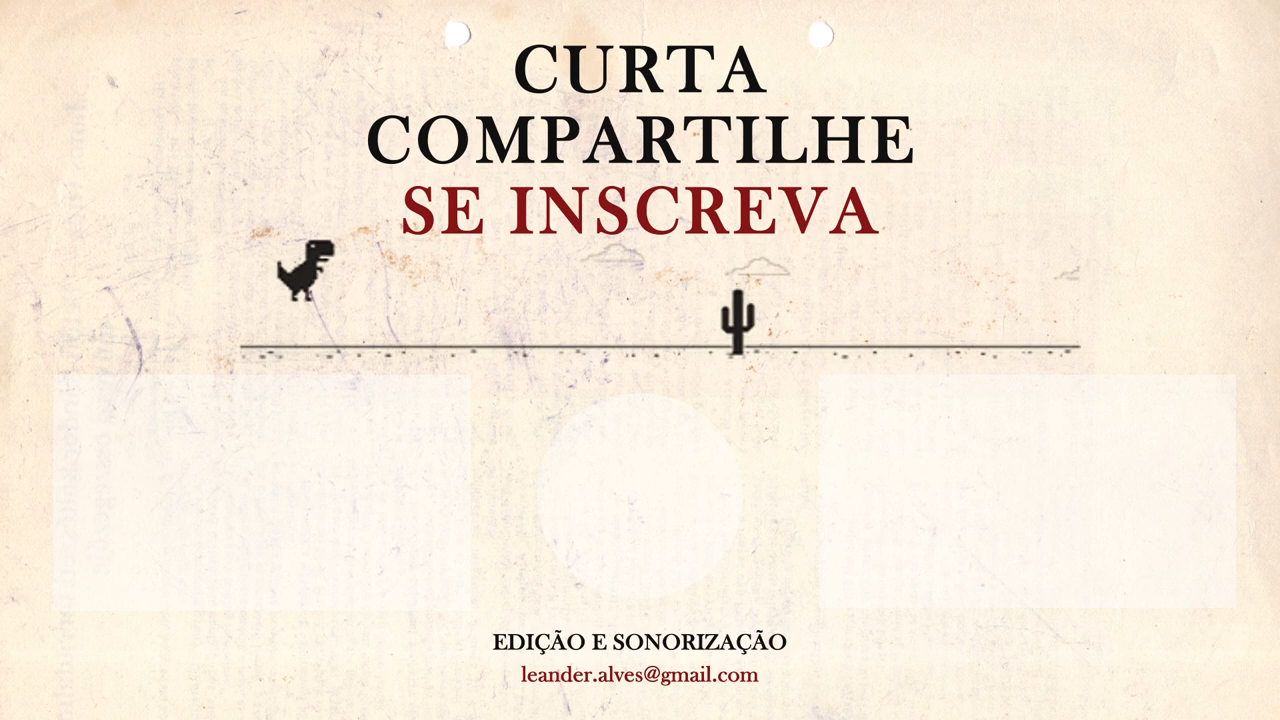 CURTA
COMPARTILHE
SE INSCREVA
EDIÇÃO E SONORIZAÇÃO
leander.alves@gmail.com